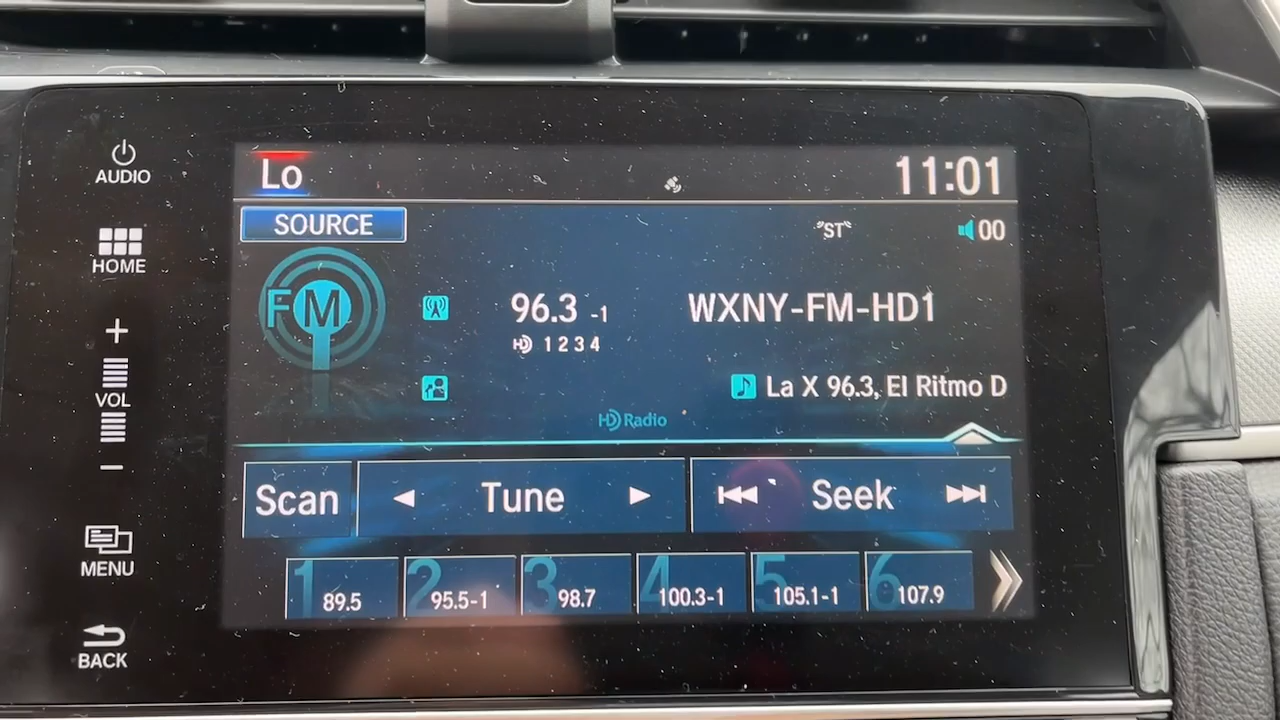 AUDIO
HOME
+
VOL
−
MENU
BACK
Lo
11:01
SOURCE
"ST"
00
FM
96.3 -1
WXNY-FM-HD1
HD 1 2 3 4
La X 96.3, El Ritmo D
HD Radio
Scan
Tune
Seek
1 89.5
2 95.5-1
3 98.7
4 100.3-1
5 105.1-1
6 107.9